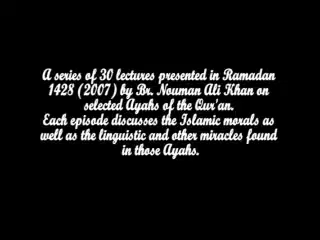 A series of 30 lectures presented in Ramadan
1428 (2007) by Br. Nouman Ali Khan on
selected Ayahs of the Qur'an.
Each episode discusses the Islamic morals as
well as the linguistic and other miracles found
in those Ayahs.